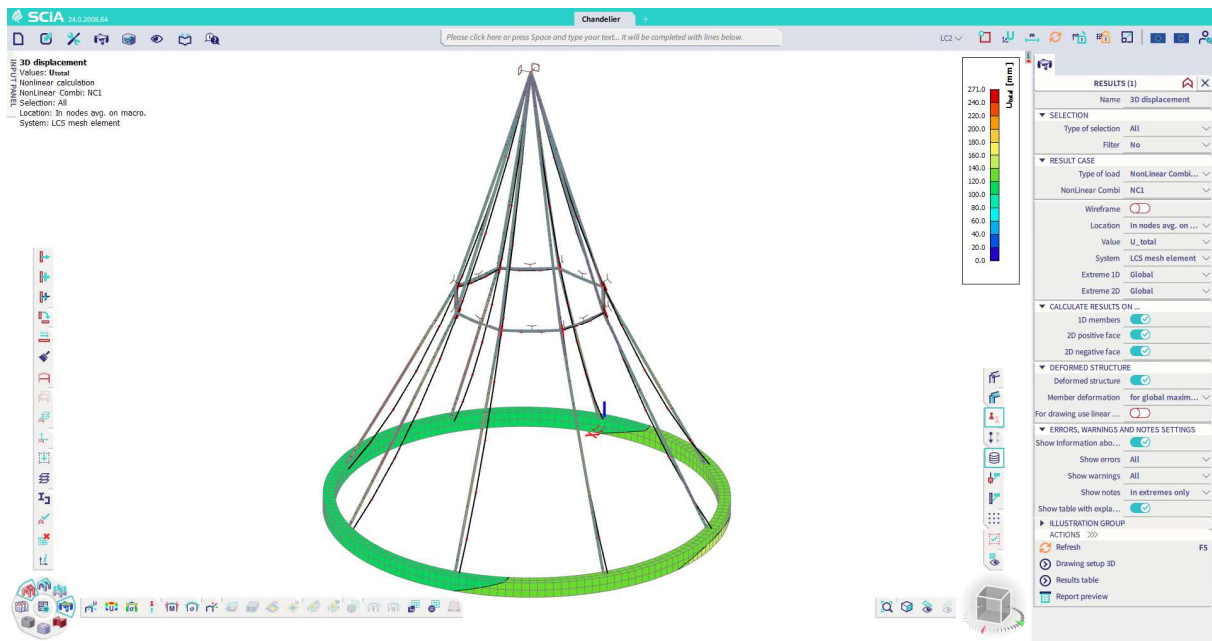 SCiA 24.0.2008.64
Chandelier
+
Please click here or press Space and type your text... It will be completed with lines below.
LC2
INPUT PANEL
3D displacement
Values: Utotal
Nonlinear calculation
NonLinear Combi: NC1
Selection: All
Location: In nodes avg. on macro.
System: LCS mesh element
Utotal [mm]
271.0
240.0
220.0
200.0
180.0
160.0
140.0
120.0
100.0
80.0
60.0
40.0
20.0
0.0
RESULTS (1)
Name 3D displacement
SELECTION
Type of selection All
Filter No
RESULT CASE
Type of load NonLinear Combi...
NonLinear Combi NC1
Wireframe
Location In nodes avg. on ...
Value U_total
System LCS mesh element
Extreme 1D Global
Extreme 2D Global
CALCULATE RESULTS ON ...
1D members
2D positive face
2D negative face
DEFORMED STRUCTURE
Deformed structure
Member deformation for global maxim...
For drawing use linear ...
ERRORS, WARNINGS AND NOTES SETTINGS
Show Information abo...
Show errors All
Show warnings All
Show notes In extremes only
Show table with expla...
ILLUSTRATION GROUP
ACTIONS >>>
Refresh F5
Drawing setup 3D
Results table
Report preview